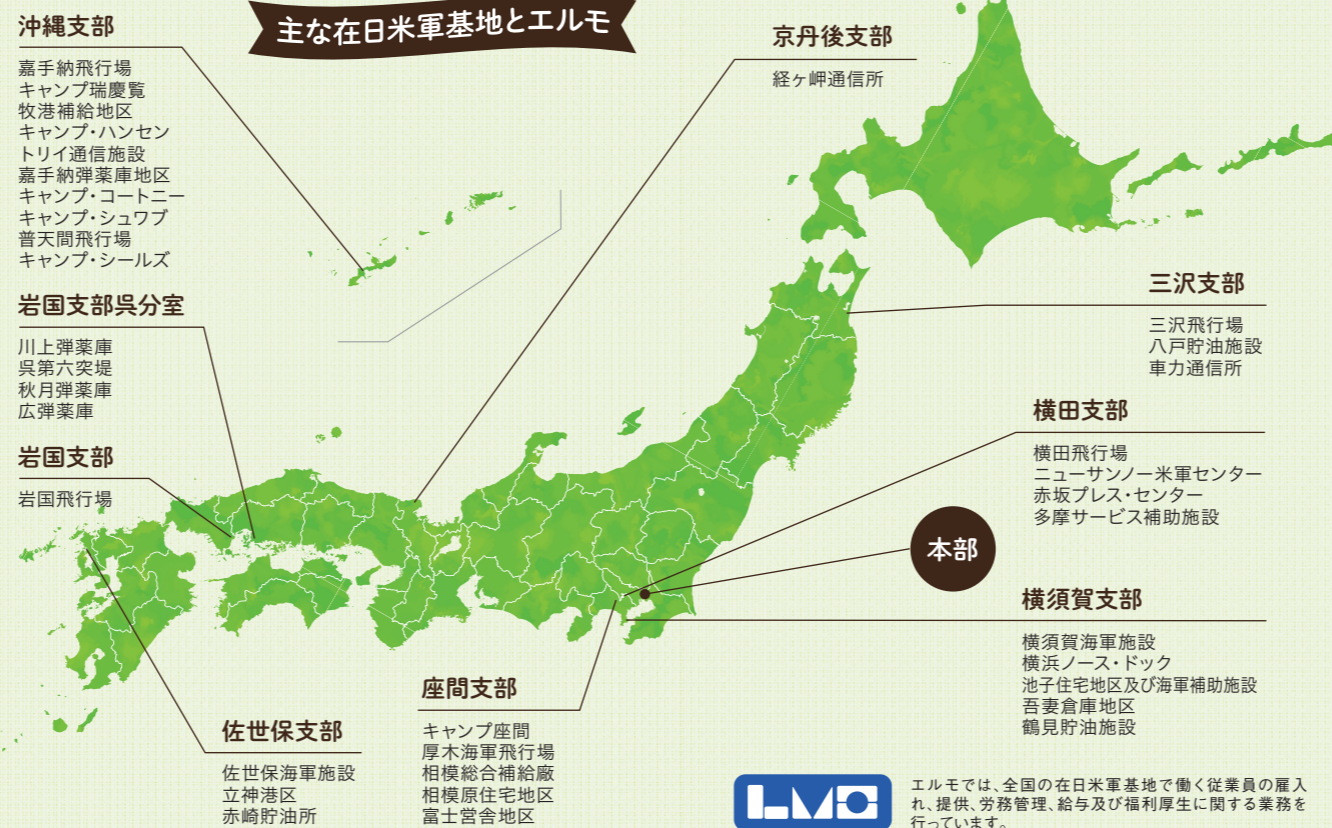 主な在日米軍基地とエルモ
沖縄支部
嘉手納飛行場
キャンプ瑞慶覧
牧港補給地区
キャンプ・ハンセン
トリイ通信施設
嘉手納弾薬庫地区
キャンプ・コートニー
キャンプ・シュワブ
普天間飛行場
キャンプ・シールズ
岩国支部呉分室
川上弾薬庫
呉第六突堤
秋月弾薬庫
広弾薬庫
岩国支部
岩国飛行場
京丹後支部
経ヶ岬通信所
三沢支部
三沢飛行場
八戸貯油施設
車力通信所
横田支部
横田飛行場
ニューサンノー米軍センター
赤坂プレス・センター
多摩サービス補助施設
本部
横須賀支部
横須賀海軍施設
横浜ノース・ドック
池子住宅地区及び海軍補助施設
吾妻倉庫地区
鶴見貯油施設
座間支部
キャンプ座間
厚木海軍飛行場
相模総合補給廠
相模原住宅地区
富士営舎地区
佐世保支部
佐世保海軍施設
立神港区
赤崎貯油所
LMO
エルモでは、全国の在日米軍基地で働く従業員の雇入
れ、提供、労務管理、給与及び福利厚生に関する業務を
行っています。